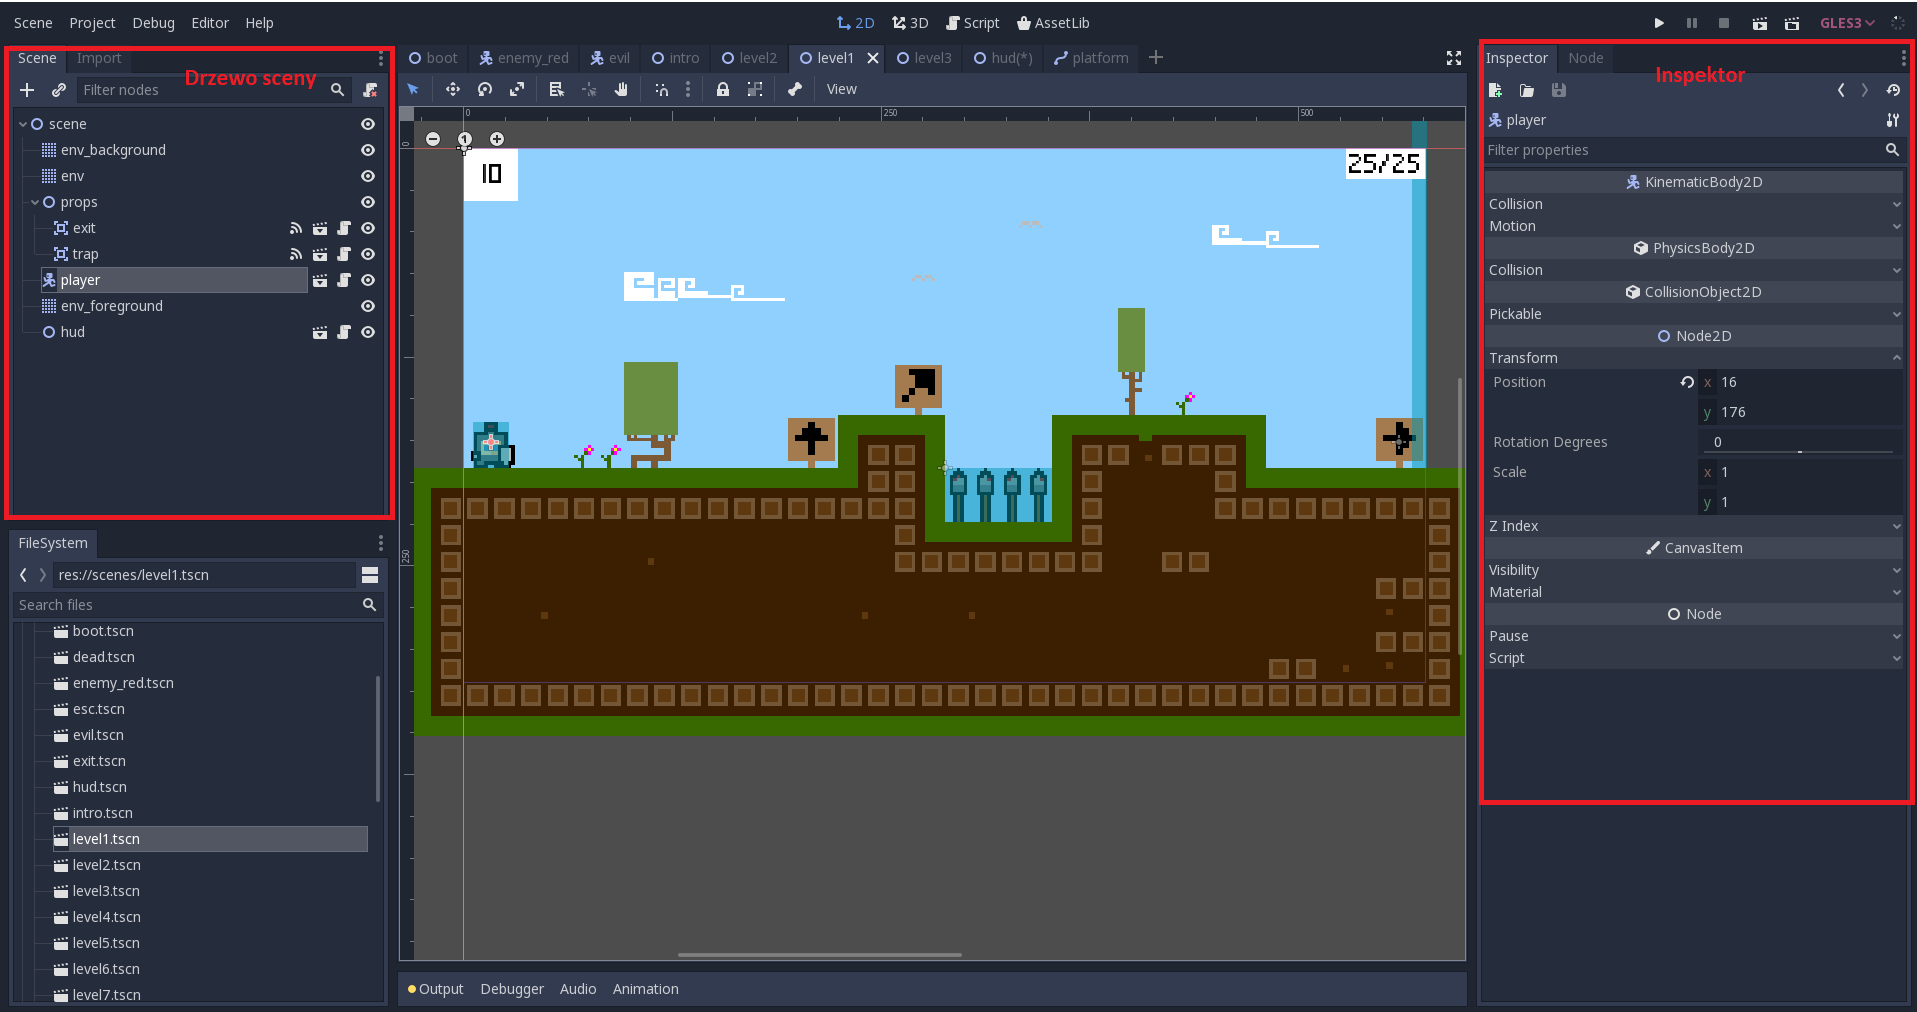 Scene Project Debug Editor Help
2D 3D Script AssetLib
GLES3
Scene Import
Drzewo sceny
Filter nodes
scene
env_background
env
props
exit
trap
player
env_foreground
hud
FileSystem
res://scenes/level1.tscn
Search files
boot.tscn
dead.tscn
enemy_red.tscn
esc.tscn
evil.tscn
exit.tscn
hud.tscn
intro.tscn
level1.tscn
level2.tscn
level3.tscn
level4.tscn
level5.tscn
level6.tscn
level7.tscn
boot enemy_red evil intro level2 level1 level3 hud(*) platform
View
0 250 500
0
250
1
10
25/25
Output Debugger Audio Animation
Inspector Node
Inspektor
player
Filter properties
KinematicBody2D
Collision
Motion
PhysicsBody2D
Collision
CollisionObject2D
Pickable
Node2D
Transform
Position x 16
y 176
Rotation Degrees 0
Scale x 1
y 1
Z Index
CanvasItem
Visibility
Material
Node
Pause
Script